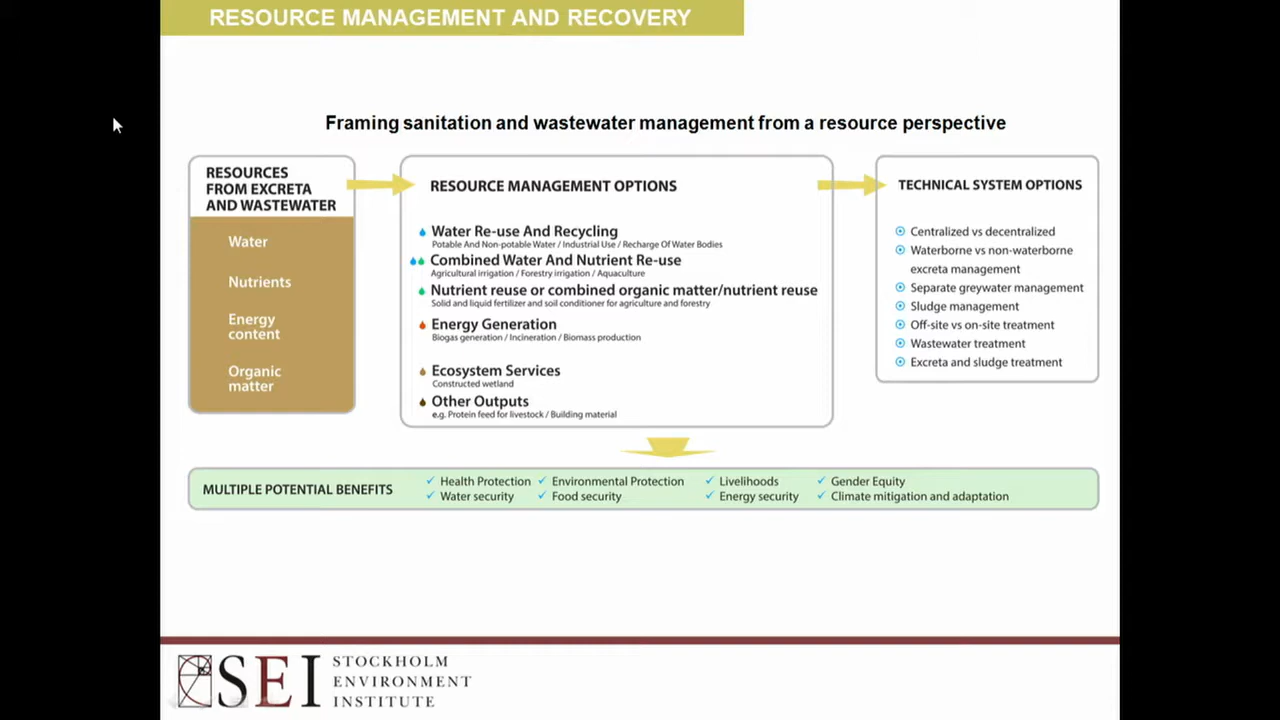 RESOURCE MANAGEMENT AND RECOVERY
Framing sanitation and wastewater management from a resource perspective
RESOURCES
FROM EXCRETA
AND WASTEWATER
Water
Nutrients
Energy
content
Organic
matter
RESOURCE MANAGEMENT OPTIONS
Water Re-use And Recycling
Potable And Non-potable Water / Industrial Use / Recharge Of Water Bodies
Combined Water And Nutrient Re-use
Agricultural irrigation / Forestry irrigation / Aquaculture
Nutrient reuse or combined organic matter/nutrient reuse
Solid and liquid fertilizer and soil conditioner for agriculture and forestry
Energy Generation
Biogas generation / Incineration / Biomass production
Ecosystem Services
Constructed wetland
Other Outputs
e.g. Protein feed for livestock / Building material
TECHNICAL SYSTEM OPTIONS
Centralized vs decentralized
Waterborne vs non-waterborne
excreta management
Separate greywater management
Sludge management
Off-site vs on-site treatment
Wastewater treatment
Excreta and sludge treatment
MULTIPLE POTENTIAL BENEFITS
Health Protection
Environmental Protection
Livelihoods
Gender Equity
Water security
Food security
Energy security
Climate mitigation and adaptation
SEI
STOCKHOLM
ENVIRONMENT
INSTITUTE